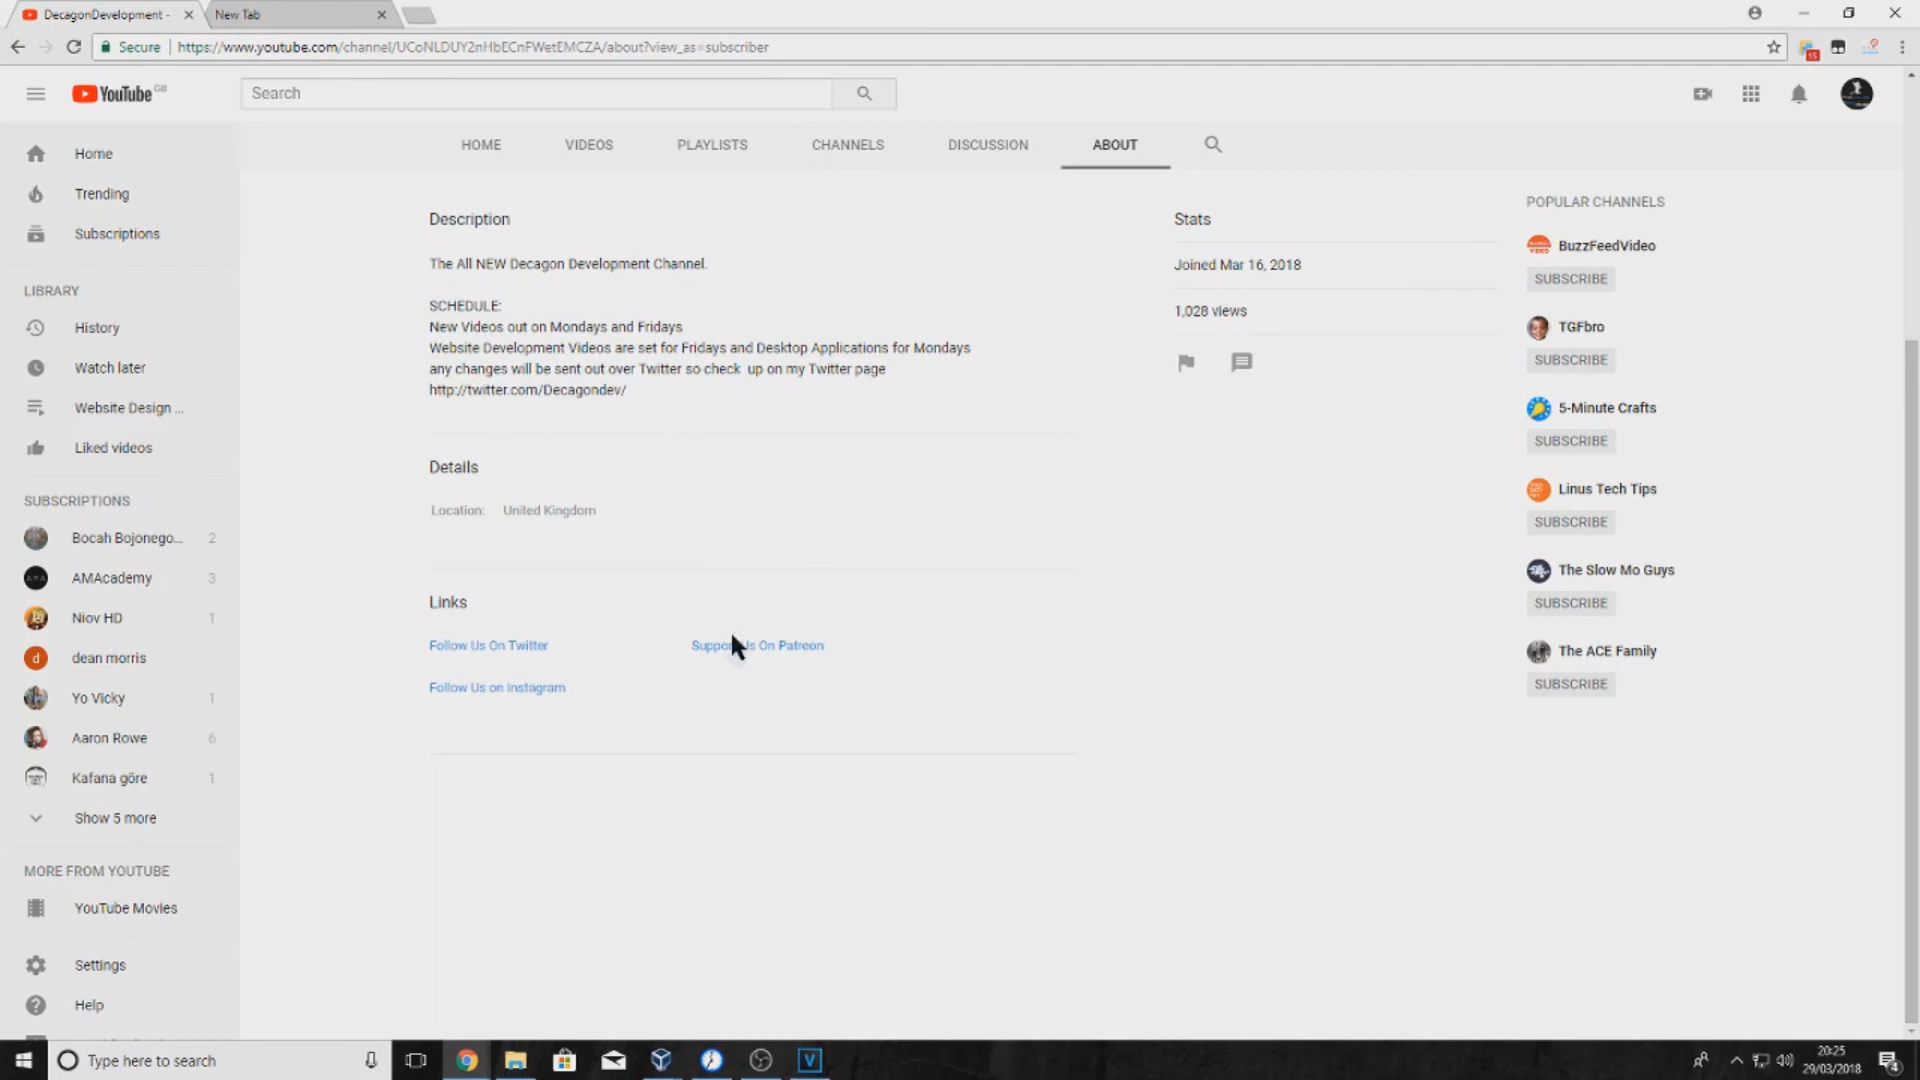 DecagonDevelopment -
New Tab
Secure
https://www.youtube.com/channel/UCoNLDUY2nHbECnFWetEMCZA/about?view_as=subscriber
15
YouTube GB
Search
HOME
VIDEOS
PLAYLISTS
CHANNELS
DISCUSSION
ABOUT
Home
Trending
Subscriptions
LIBRARY
History
Watch later
Website Design ...
Liked videos
SUBSCRIPTIONS
Bocah Bojonego... 2
AMAcademy 3
Niov HD 1
d dean morris
Yo Vicky 1
Aaron Rowe 6
Kafana göre 1
Show 5 more
MORE FROM YOUTUBE
YouTube Movies
Settings
Help
Description
The All NEW Decagon Development Channel.
SCHEDULE:
New Videos out on Mondays and Fridays
Website Development Videos are set for Fridays and Desktop Applications for Mondays
any changes will be sent out over Twitter so check up on my Twitter page
http://twitter.com/Decagondev/
Details
Location: United Kingdom
Links
Follow Us On Twitter
Support Us On Patreon
Follow Us on Instagram
Stats
Joined Mar 16, 2018
1,028 views
POPULAR CHANNELS
BuzzFeedVideo
SUBSCRIBE
TGFbro
SUBSCRIBE
5-Minute Crafts
SUBSCRIBE
Linus Tech Tips
SUBSCRIBE
The Slow Mo Guys
SUBSCRIBE
The ACE Family
SUBSCRIBE
Type here to search
V
20:25
29/03/2018
4